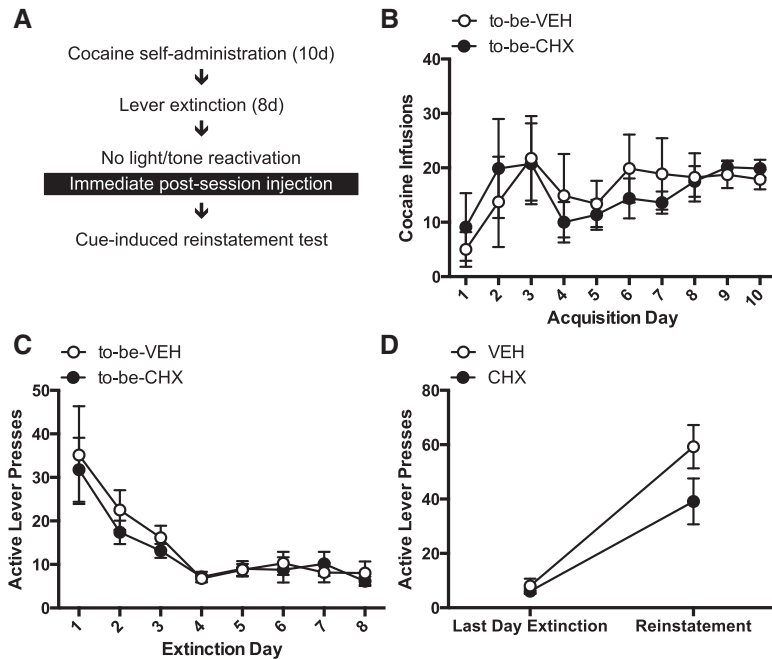 A
Cocaine self-administration (10d)
Lever extinction (8d)
No light/tone reactivation
Immediate post-session injection
Cue-induced reinstatement test
B
to-be-VEH
to-be-CHX
Cocaine Infusions
40
30
20
10
0
1 2 3 4 5 6 7 8 9 10
Acquisition Day
C
to-be-VEH
to-be-CHX
Active Lever Presses
50
40
30
20
10
0
1 2 3 4 5 6 7 8
Extinction Day
D
VEH
CHX
Active Lever Presses
80
60
40
20
0
Last Day Extinction Reinstatement